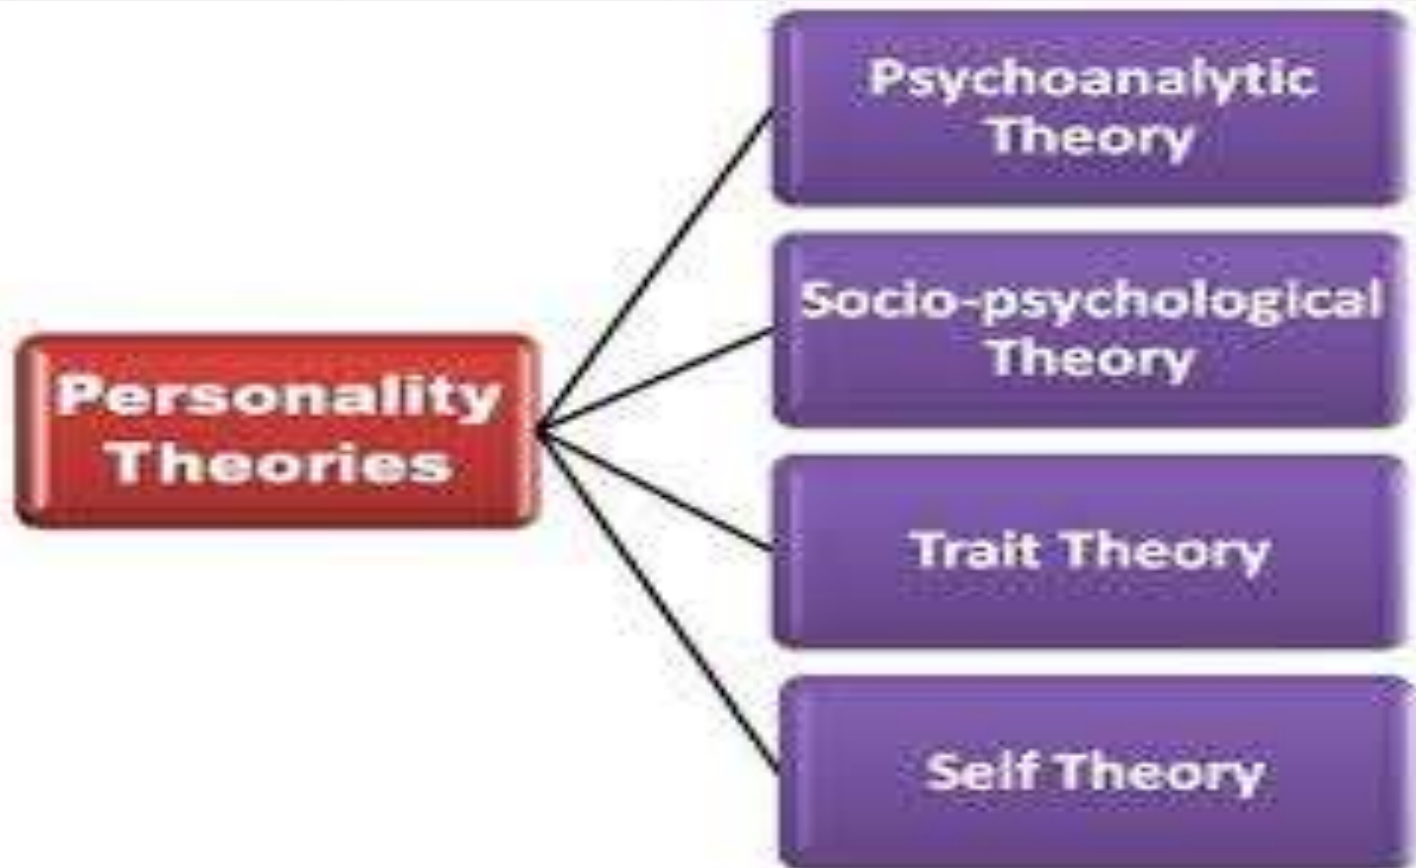 Personality
Theories
Psychoanalytic
Theory
Socio-psychological
Theory
Trait Theory
Self Theory